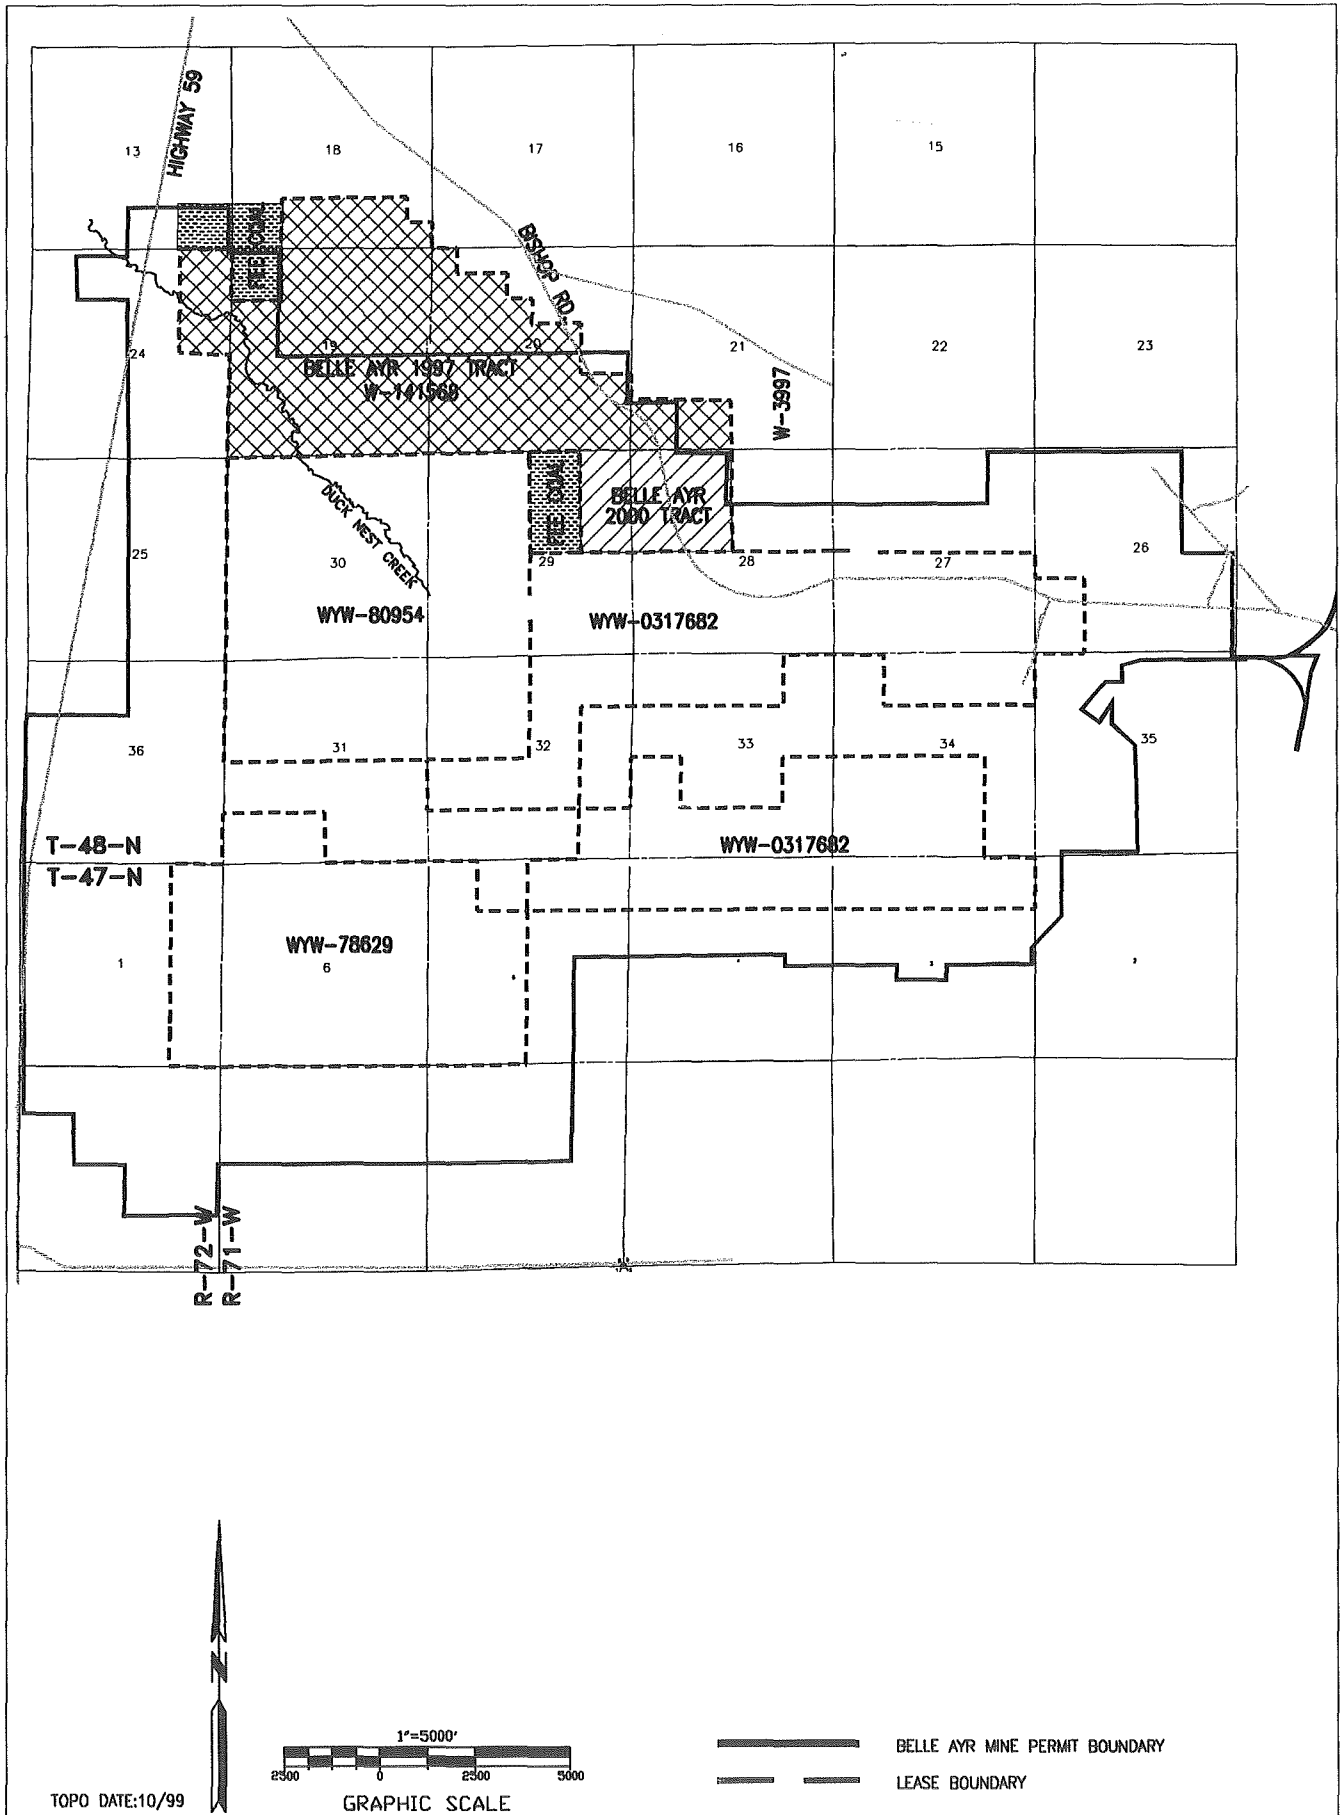 HIGHWAY 59
13
18
17
16
15
FEE COAL
FEE COAL
BISHOP RD.
24
19
20
21
22
23
BELLE AYR 1997 TRACT
W-141568
W-3997
FEE COAL
BELLE AYR
2000 TRACT
DUCK NEST CREEK
25
30
29
28
27
26
WYW-80954
WYW-0317682
36
31
32
33
34
35
T-48-N
WYW-0317682
T-47-N
WYW-78629
1
6
R-72-W
R-71-W
N
1"=5000'
2500
0
2500
5000
GRAPHIC SCALE
TOPO DATE:10/99
BELLE AYR MINE PERMIT BOUNDARY
LEASE BOUNDARY